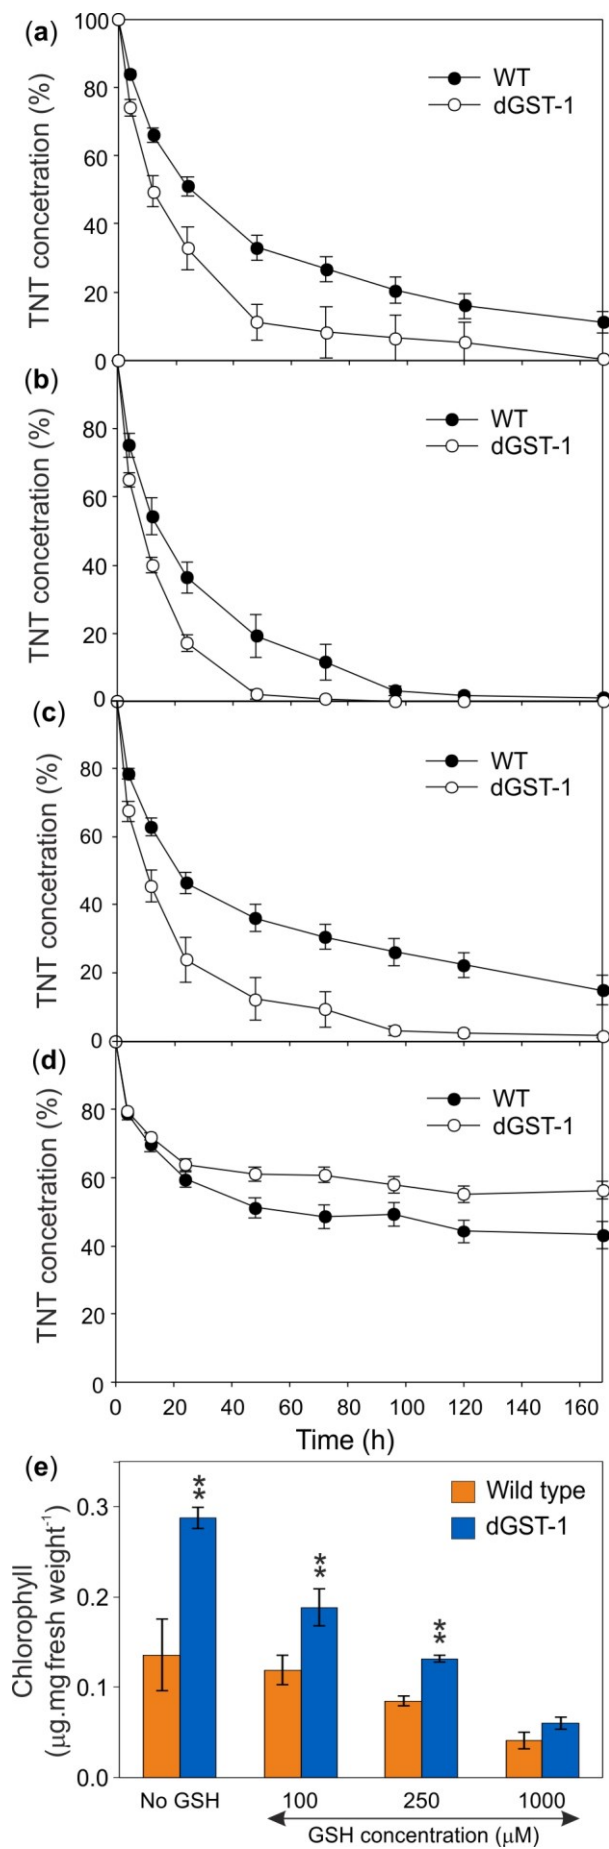 (a)
100
80
60
40
20
0
TNT concetration (%)
WT
dGST-1
(b)
80
60
40
20
0
TNT concetration (%)
WT
dGST-1
(c)
80
60
40
20
0
TNT concetration (%)
WT
dGST-1
(d)
80
60
40
20
0
TNT concetration (%)
WT
dGST-1
0 20 40 60 80 100 120 140 160
Time (h)
(e)
0.3
0.2
0.1
0.0
Chlorophyll
(µg.mg fresh weight⁻¹)
Wild type
dGST-1
**
**
**
No GSH 100 250 1000
GSH concentration (µM)